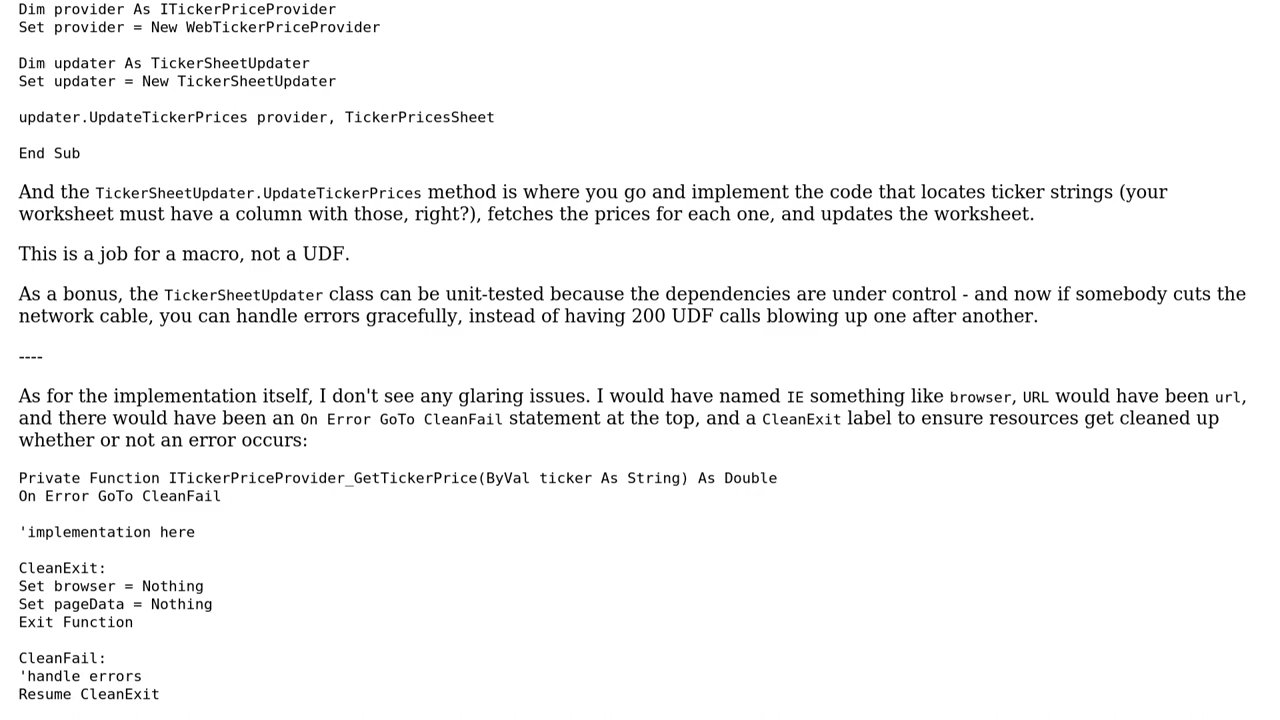 Dim provider As ITickerPriceProvider
Set provider = New WebTickerPriceProvider
Dim updater As TickerSheetUpdater
Set updater = New TickerSheetUpdater
updater.UpdateTickerPrices provider, TickerPricesSheet
End Sub
And the TickerSheetUpdater.UpdateTickerPrices method is where you go and implement the code that locates ticker strings (your
worksheet must have a column with those, right?), fetches the prices for each one, and updates the worksheet.
This is a job for a macro, not a UDF.
As a bonus, the TickerSheetUpdater class can be unit-tested because the dependencies are under control - and now if somebody cuts the
network cable, you can handle errors gracefully, instead of having 200 UDF calls blowing up one after another.
----
As for the implementation itself, I don't see any glaring issues. I would have named IE something like browser, URL would have been url,
and there would have been an On Error GoTo CleanFail statement at the top, and a CleanExit label to ensure resources get cleaned up
whether or not an error occurs:
Private Function ITickerPriceProvider_GetTickerPrice(ByVal ticker As String) As Double
On Error GoTo CleanFail
'implementation here
CleanExit:
Set browser = Nothing
Set pageData = Nothing
Exit Function
CleanFail:
'handle errors
Resume CleanExit